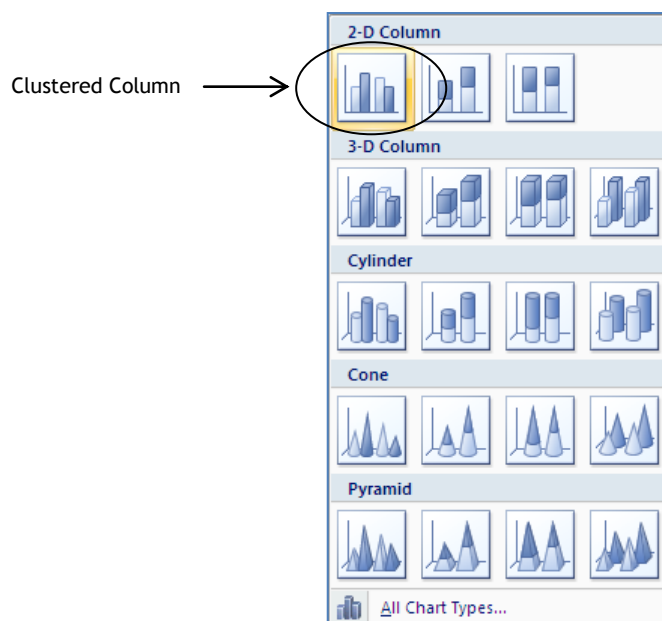 2-D Column
Clustered Column
3-D Column
Cylinder
Cone
Pyramid
All Chart Types...